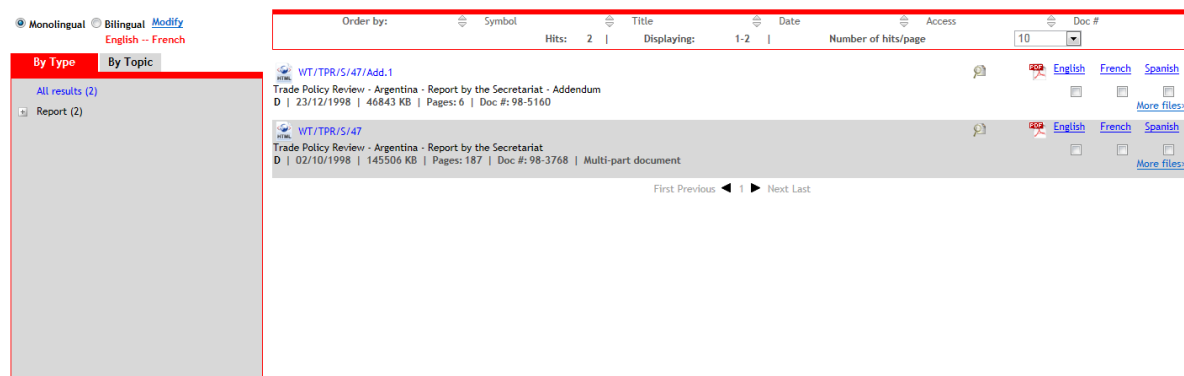 Monolingual Bilingual Modify
English -- French
By Type By Topic
All results (2)
Report (2)
Order by: Symbol Title Date Access Doc #
Hits: 2 | Displaying: 1-2 | Number of hits/page 10
HTML WT/TPR/S/47/Add.1 PDF English French Spanish
Trade Policy Review - Argentina - Report by the Secretariat - Addendum
D | 23/12/1998 | 46843 KB | Pages: 6 | Doc #: 98-5160
More files»
HTML WT/TPR/S/47 PDF English French Spanish
Trade Policy Review - Argentina - Report by the Secretariat
D | 02/10/1998 | 145506 KB | Pages: 187 | Doc #: 98-3768 | Multi-part document
More files»
First Previous 1 Next Last